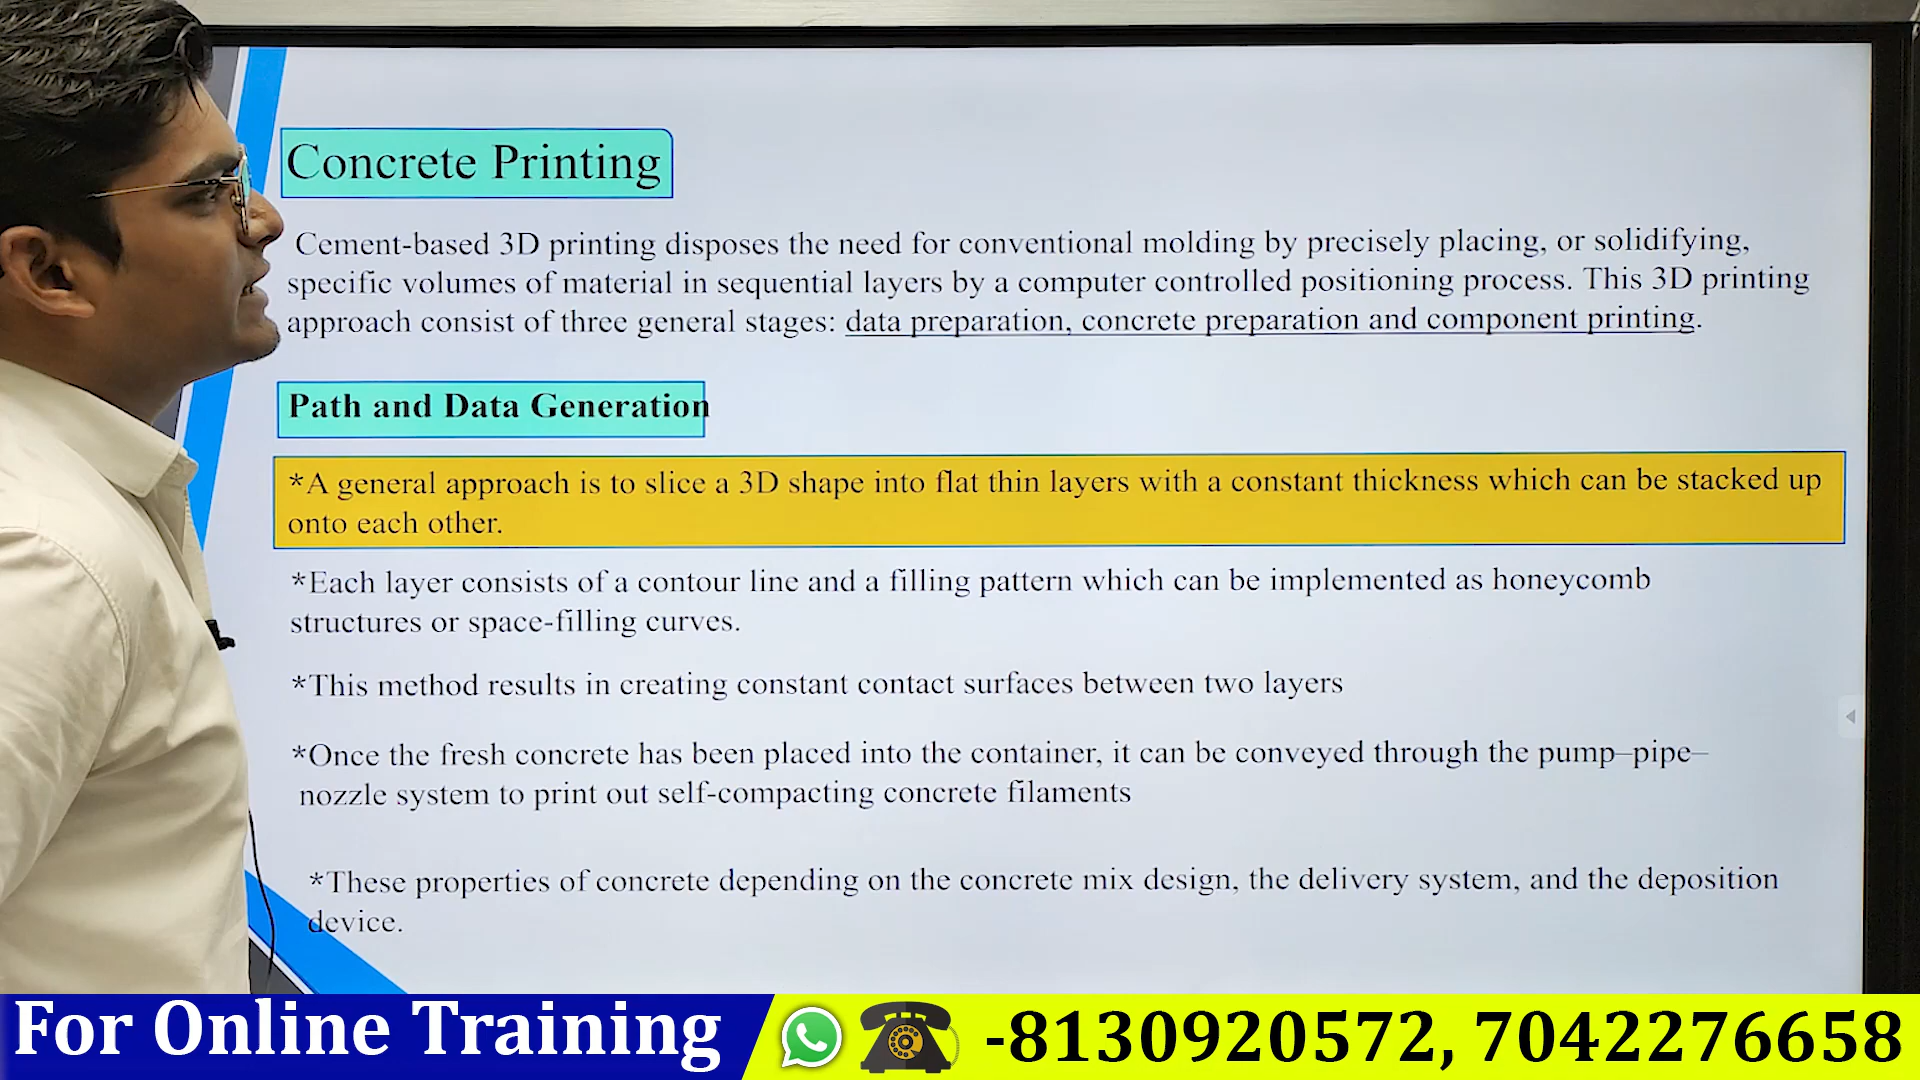 Concrete Printing
Cement-based 3D printing disposes the need for conventional molding by precisely placing, or solidifying,
specific volumes of material in sequential layers by a computer controlled positioning process. This 3D printing
approach consist of three general stages: data preparation, concrete preparation and component printing.
Path and Data Generation
*A general approach is to slice a 3D shape into flat thin layers with a constant thickness which can be stacked up
onto each other.
*Each layer consists of a contour line and a filling pattern which can be implemented as honeycomb
structures or space-filling curves.
*This method results in creating constant contact surfaces between two layers
*Once the fresh concrete has been placed into the container, it can be conveyed through the pump–pipe–
nozzle system to print out self-compacting concrete filaments
*These properties of concrete depending on the concrete mix design, the delivery system, and the deposition
device.
For Online Training -8130920572, 7042276658